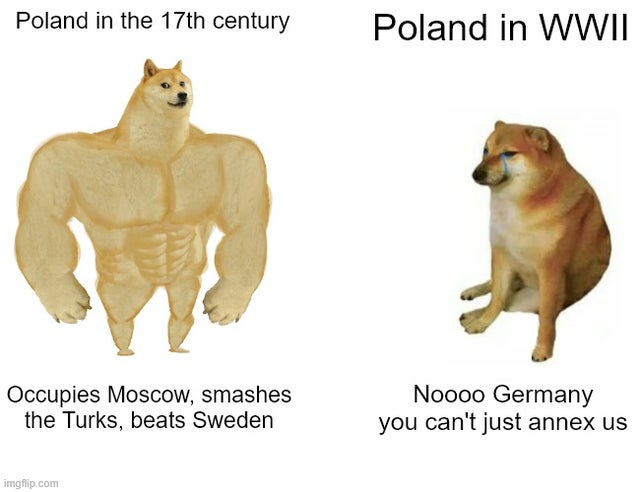 Poland in the 17th century
Poland in WWII
Occupies Moscow, smashes
the Turks, beats Sweden
Noooo Germany
you can't just annex us
imgflip.com